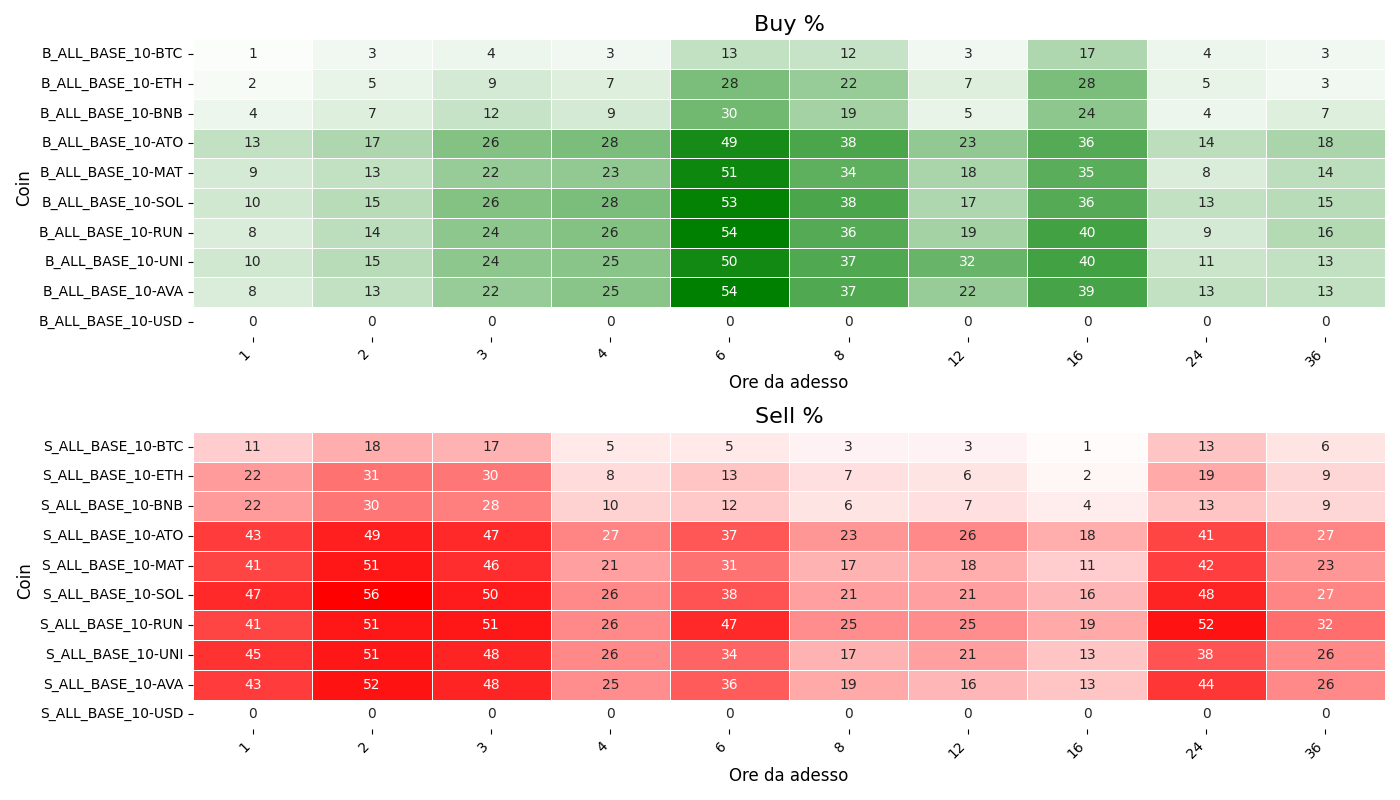 Buy %
B_ALL_BASE_10-BTC 1 3 4 3 13 12 3 17 4 3
B_ALL_BASE_10-ETH 2 5 9 7 28 22 7 28 5 3
B_ALL_BASE_10-BNB 4 7 12 9 30 19 5 24 4 7
B_ALL_BASE_10-ATO 13 17 26 28 49 38 23 36 14 18
B_ALL_BASE_10-MAT 9 13 22 23 51 34 18 35 8 14
B_ALL_BASE_10-SOL 10 15 26 28 53 38 17 36 13 15
B_ALL_BASE_10-RUN 8 14 24 26 54 36 19 40 9 16
B_ALL_BASE_10-UNI 10 15 24 25 50 37 32 40 11 13
B_ALL_BASE_10-AVA 8 13 22 25 54 37 22 39 13 13
B_ALL_BASE_10-USD 0 0 0 0 0 0 0 0 0 0
Coin
1 2 3 4 6 8 12 16 24 36
Ore da adesso
Sell %
S_ALL_BASE_10-BTC 11 18 17 5 5 3 3 1 13 6
S_ALL_BASE_10-ETH 22 31 30 8 13 7 6 2 19 9
S_ALL_BASE_10-BNB 22 30 28 10 12 6 7 4 13 9
S_ALL_BASE_10-ATO 43 49 47 27 37 23 26 18 41 27
S_ALL_BASE_10-MAT 41 51 46 21 31 17 18 11 42 23
S_ALL_BASE_10-SOL 47 56 50 26 38 21 21 16 48 27
S_ALL_BASE_10-RUN 41 51 51 26 47 25 25 19 52 32
S_ALL_BASE_10-UNI 45 51 48 26 34 17 21 13 38 26
S_ALL_BASE_10-AVA 43 52 48 25 36 19 16 13 44 26
S_ALL_BASE_10-USD 0 0 0 0 0 0 0 0 0 0
Coin
1 2 3 4 6 8 12 16 24 36
Ore da adesso